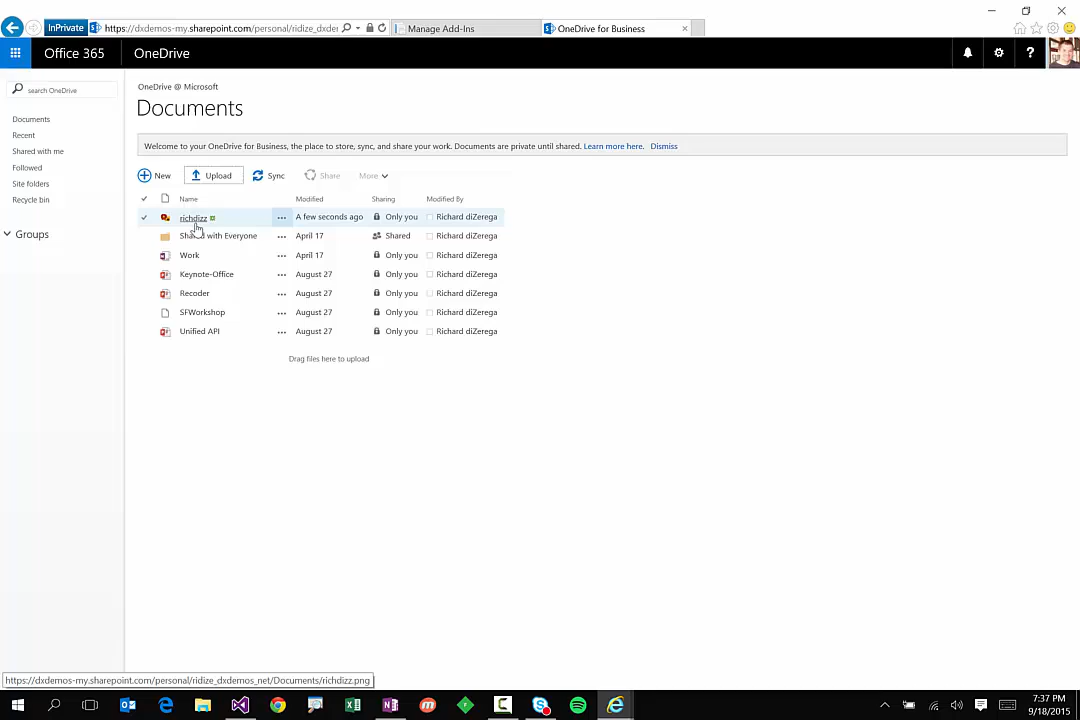 InPrivate
https://dxdemos-my.sharepoint.com/personal/ridize_dxde
Manage Add-Ins
OneDrive for Business
Office 365
OneDrive
search OneDrive
Documents
Recent
Shared with me
Followed
Site folders
Recycle bin
Groups
OneDrive @ Microsoft
Documents
Welcome to your OneDrive for Business, the place to store, sync, and share your work. Documents are private until shared. Learn more here. Dismiss
New Upload Sync Share More
Name Modified Sharing Modified By
richdizz ... A few seconds ago Only you Richard diZerega
Shared with Everyone ... April 17 Shared Richard diZerega
Work ... April 17 Only you Richard diZerega
Keynote-Office ... August 27 Only you Richard diZerega
Recoder ... August 27 Only you Richard diZerega
SFWorkshop ... August 27 Only you Richard diZerega
Unified API ... August 27 Only you Richard diZerega
Drag files here to upload
https://dxdemos-my.sharepoint.com/personal/ridize_dxdemos_net/Documents/richdizz.png
7:37 PM
9/18/2015